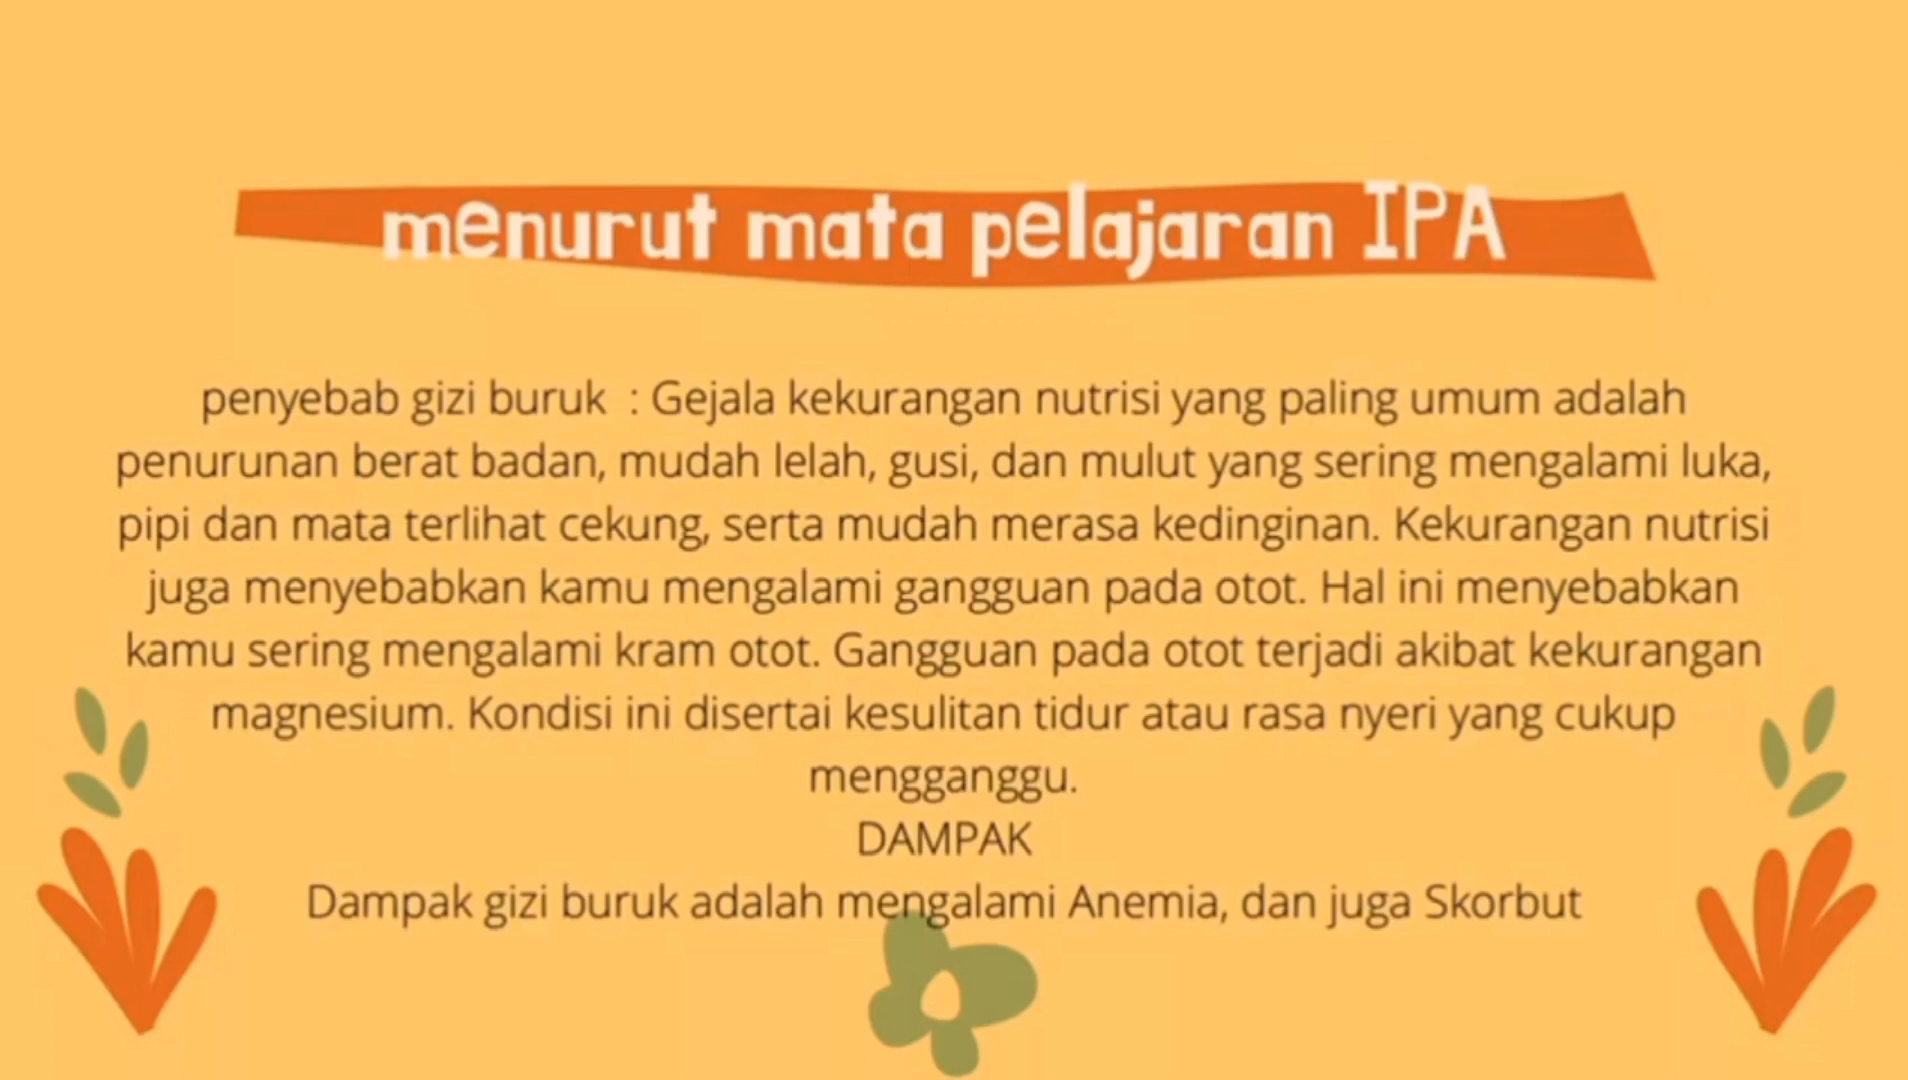 menurut mata pelajaran IPA
penyebab gizi buruk : Gejala kekurangan nutrisi yang paling umum adalah
penurunan berat badan, mudah lelah, gusi, dan mulut yang sering mengalami luka,
pipi dan mata terlihat cekung, serta mudah merasa kedinginan. Kekurangan nutrisi
juga menyebabkan kamu mengalami gangguan pada otot. Hal ini menyebabkan
kamu sering mengalami kram otot. Gangguan pada otot terjadi akibat kekurangan
magnesium. Kondisi ini disertai kesulitan tidur atau rasa nyeri yang cukup
mengganggu.
DAMPAK
Dampak gizi buruk adalah mengalami Anemia, dan juga Skorbut